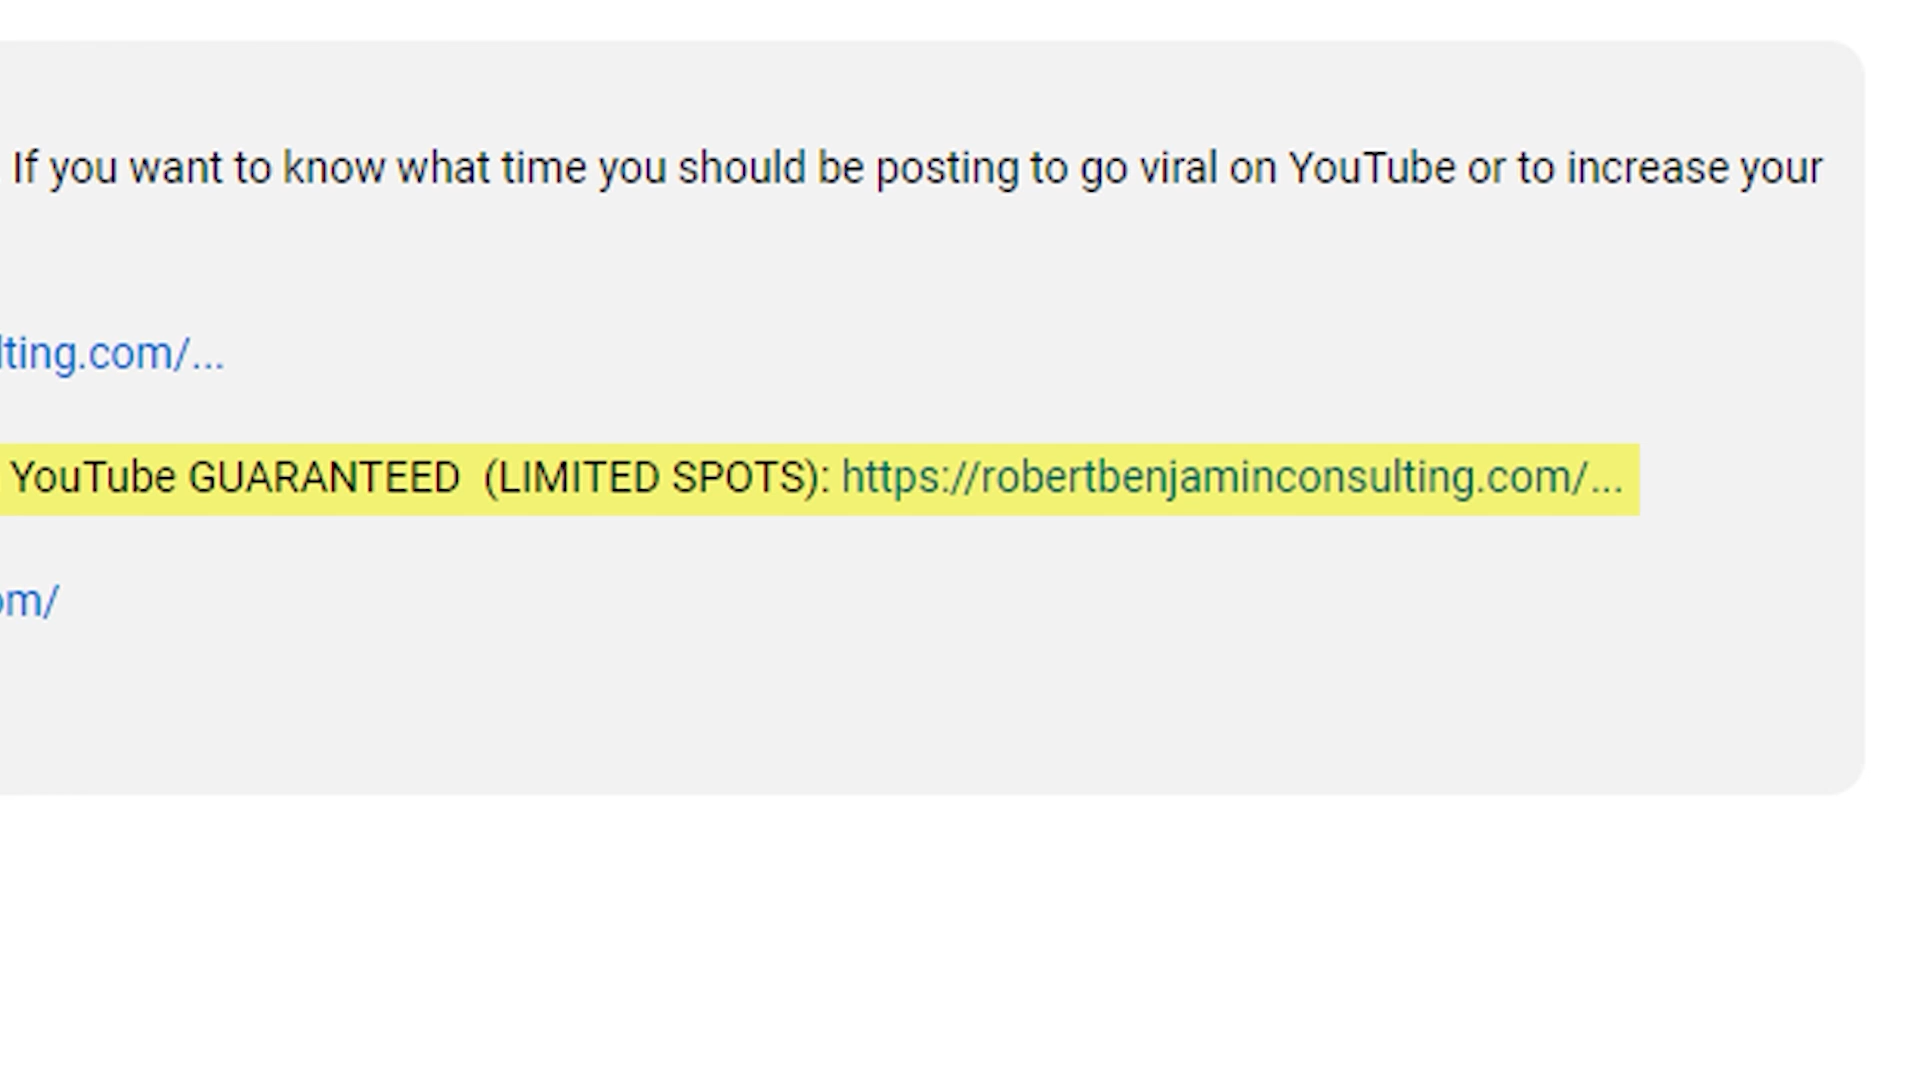 If you want to know what time you should be posting to go viral on YouTube or to increase your
lting.com/...
YouTube GUARANTEED  (LIMITED SPOTS): https://robertbenjaminconsulting.com/...
om/